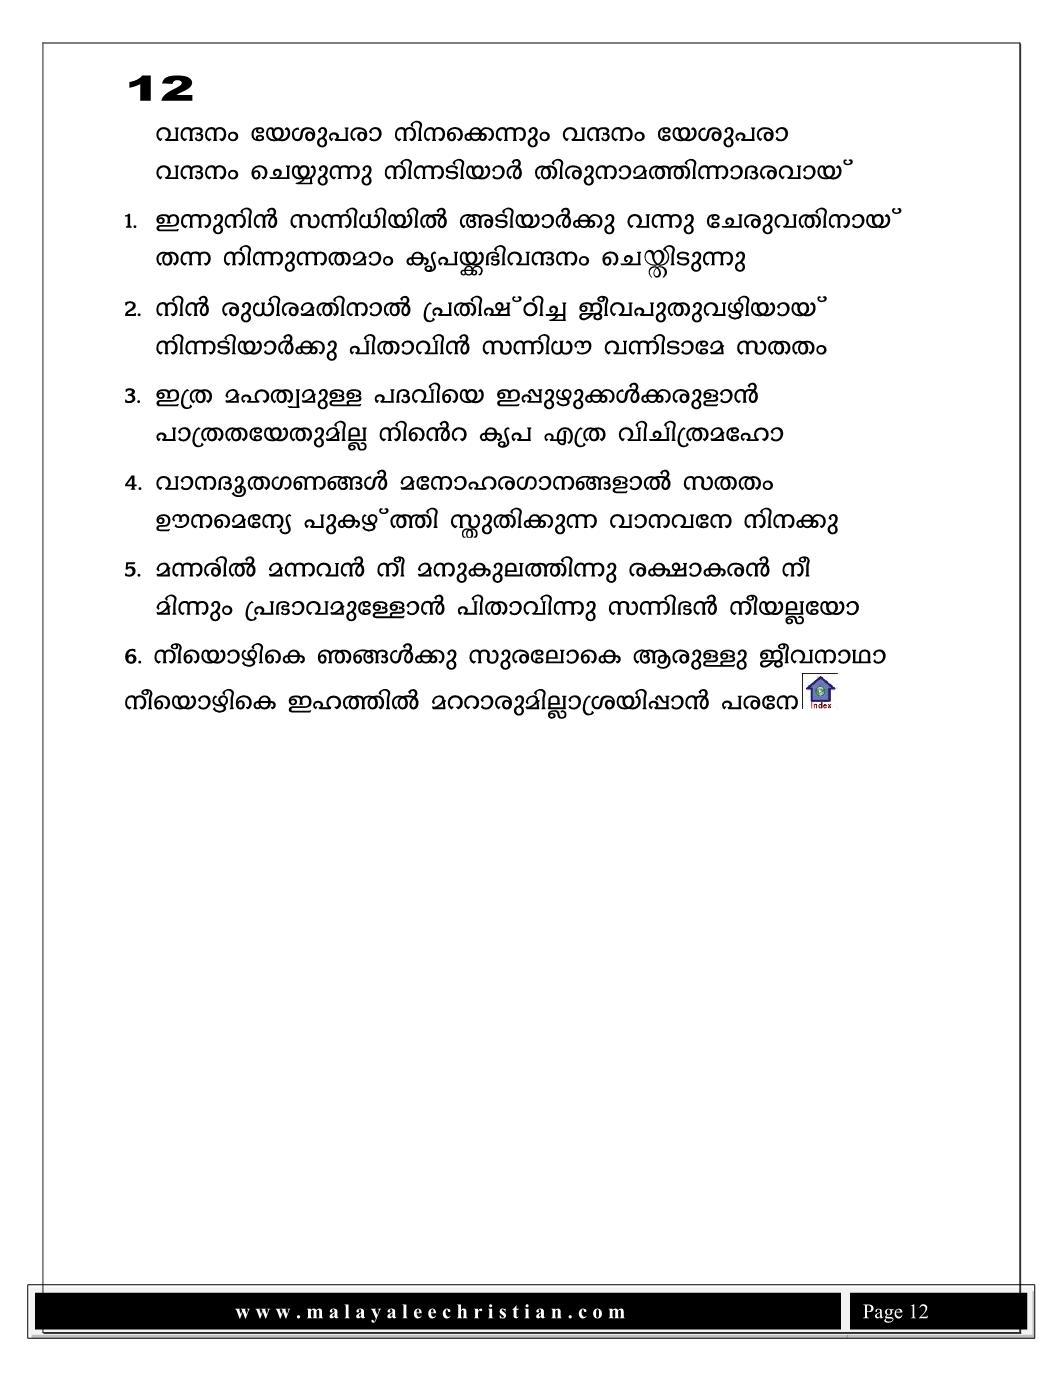 12
വന്ദനം യേശുപരാ നിനക്കെന്നും വന്ദനം യേശുപരാ
വന്ദനം ചെയ്യുന്നു നിന്നടിയാർ തിരുനാമത്തിന്നാദരവായ്
1. ഇന്നുനിൻ സന്നിധിയിൽ അടിയാർക്കു വന്നു ചേരുവതിനായ്
തന്ന നിന്നുന്നതമാം കൃപയ്ക്കഭിവന്ദനം ചെയ്തിടുന്നു
2. നിൻ രുധിരമതിനാൽ പ്രതിഷ്ഠിച്ച ജീവപുതുവഴിയായ്
നിന്നടിയാർക്കു പിതാവിൻ സന്നിധൗ വന്നിടാമേ സതതം
3. ഇത്ര മഹത്വമുള്ള പദവിയെ ഇപ്പുഴുക്കൾക്കരുളാൻ
പാത്രതയേതുമില്ല നിൻെറ കൃപ എത്ര വിചിത്രമഹോ
4. വാനദൂതഗണങ്ങൾ മനോഹരഗാനങ്ങളാൽ സതതം
ഊനമെന്യേ പുകഴ്ത്തി സ്തുതിക്കുന്ന വാനവനേ നിനക്കു
5. മന്നരിൽ മന്നവൻ നീ മനുകുലത്തിന്നു രക്ഷാകരൻ നീ
മിന്നും പ്രഭാവമുള്ളോൻ പിതാവിന്നു സന്നിഭൻ നീയല്ലയോ
6. നീയൊഴികെ ഞങ്ങൾക്കു സുരലോകെ ആരുള്ളു ജീവനാഥാ
നീയൊഴികെ ഇഹത്തിൽ മററാരുമില്ലാശ്രയിപ്പാൻ പരനേ
Index
www.malayaleechristian.com
Page 12